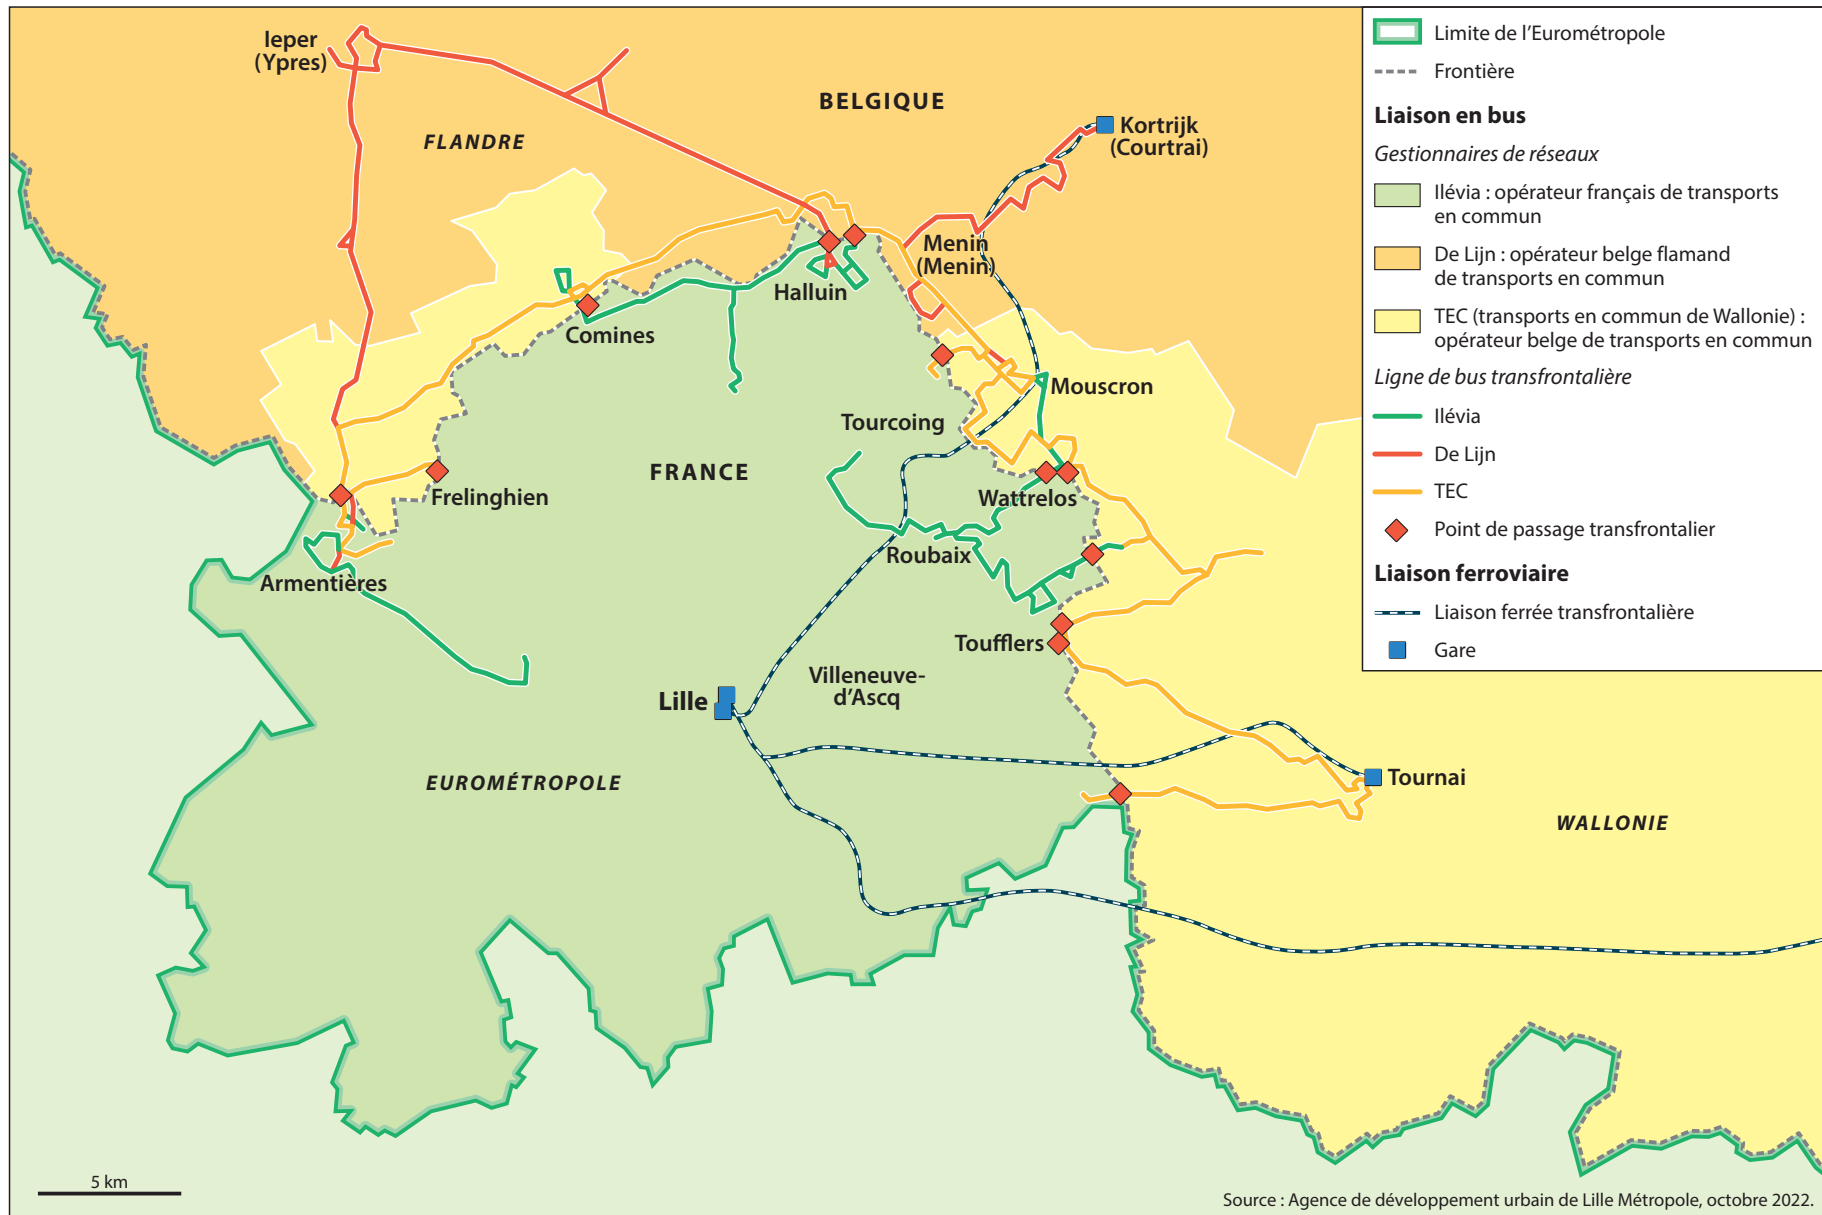 Ieper
(Ypres)
BELGIQUE
FLANDRE
Kortrijk
(Courtrai)
Menin
(Menin)
Halluin
Comines
Mouscron
Tourcoing
FRANCE
Frelinghien
Wattrelos
Roubaix
Armentières
Toufflers
Villeneuve-
d'Ascq
Lille
EUROMÉTROPOLE
Tournai
WALLONIE
5 km
Limite de l'Eurométropole
Frontière
Liaison en bus
Gestionnaires de réseaux
Ilévia : opérateur français de transports
en commun
De Lijn : opérateur belge flamand
de transports en commun
TEC (transports en commun de Wallonie) :
opérateur belge de transports en commun
Ligne de bus transfrontalière
Ilévia
De Lijn
TEC
Point de passage transfrontalier
Liaison ferroviaire
Liaison ferrée transfrontalière
Gare
Source : Agence de développement urbain de Lille Métropole, octobre 2022.